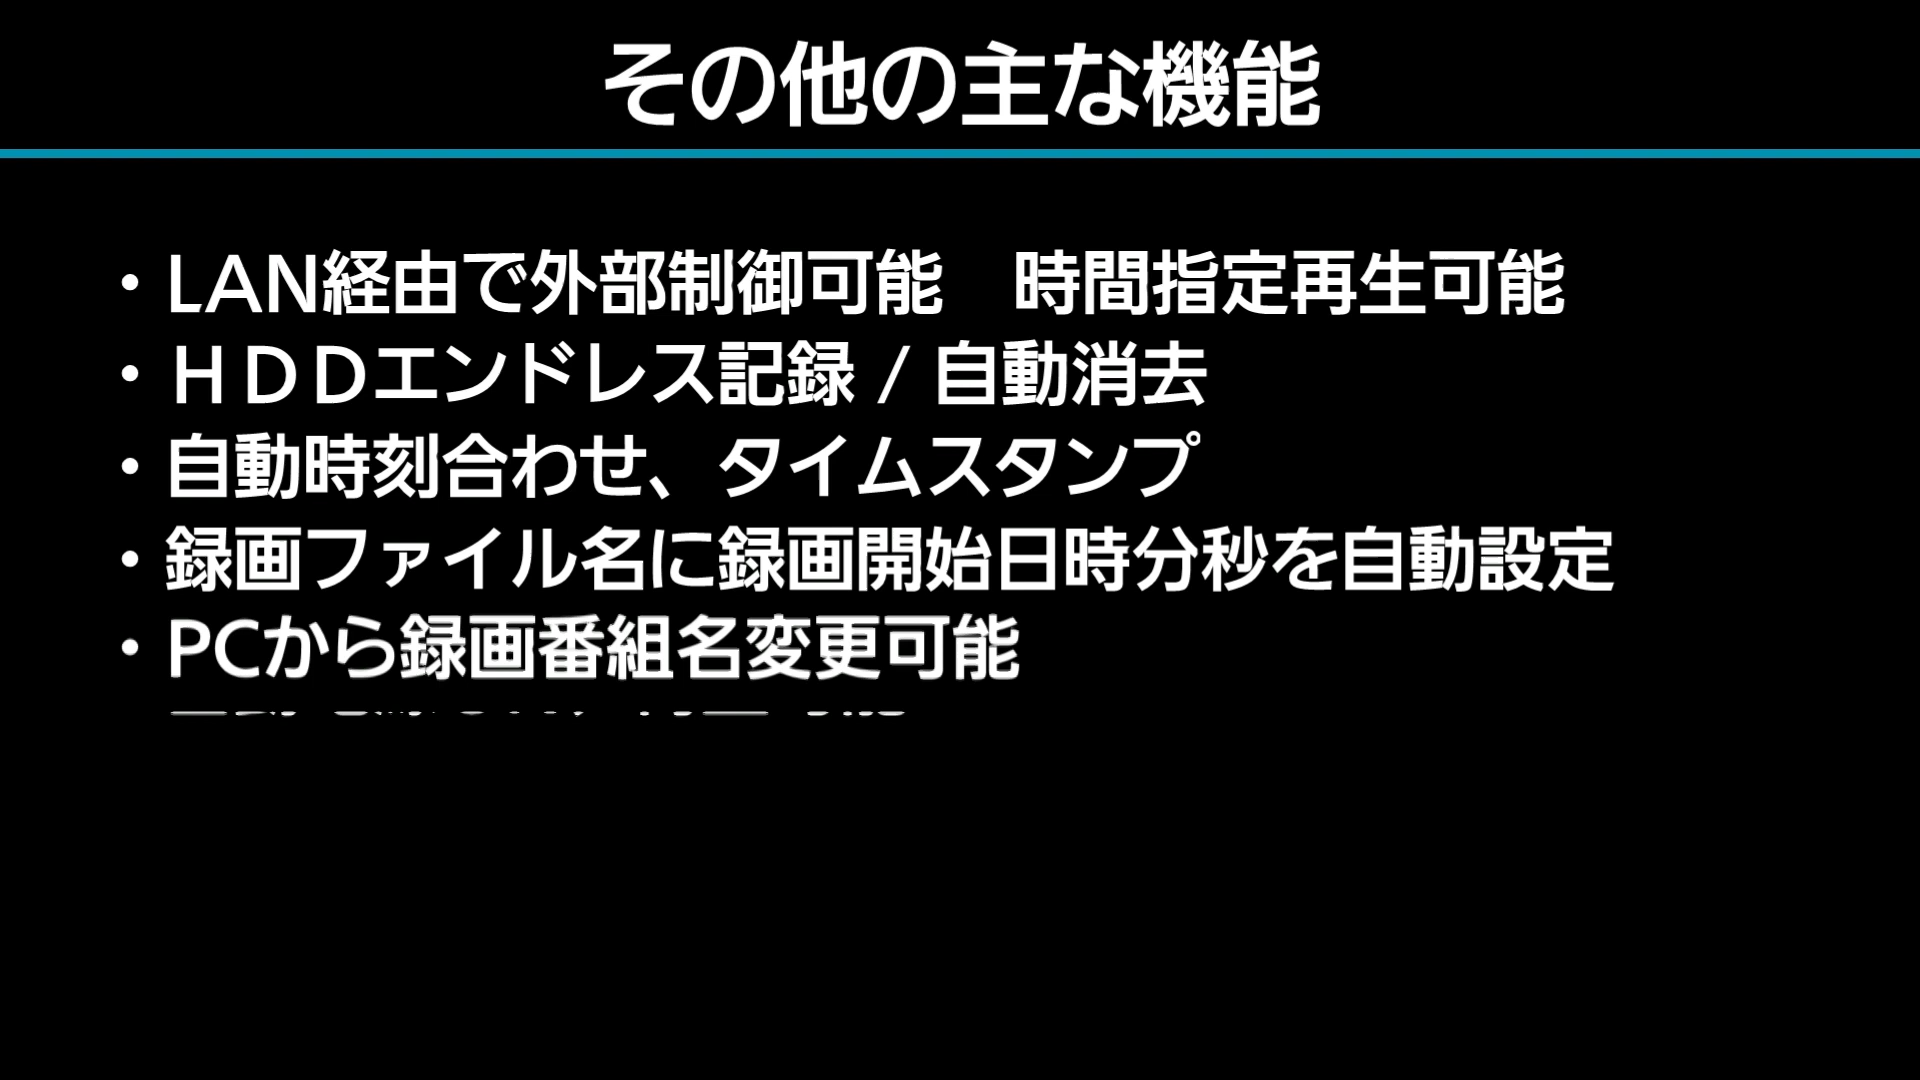 その他の主な機能
・LAN経由で外部制御可能　時間指定再生可能
・ＨＤＤエンドレス記録 / 自動消去
・自動時刻合わせ、タイムスタンプ
・録画ファイル名に録画開始日時分秒を自動設定
・PCから録画番組名変更可能